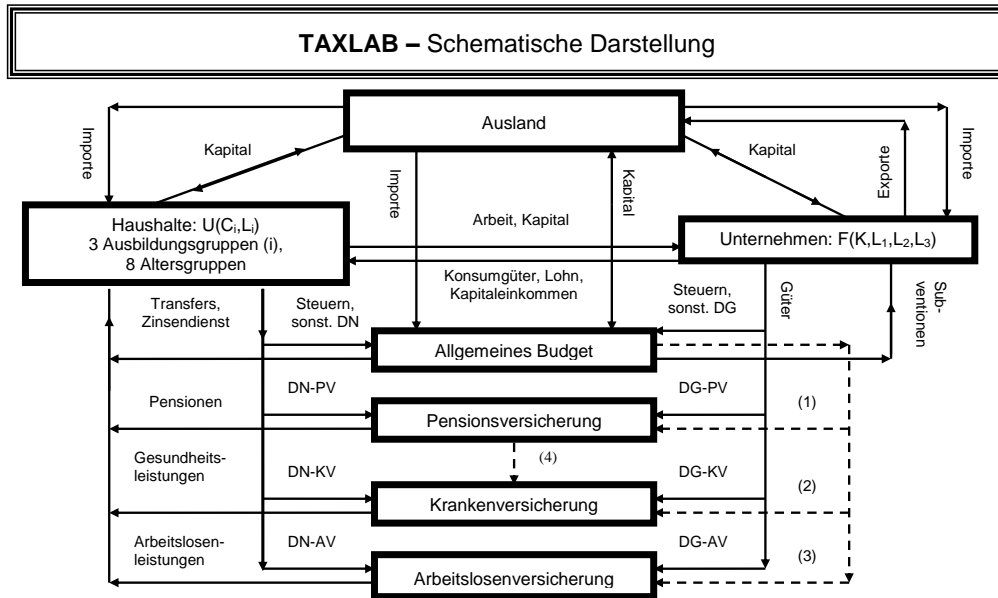 TAXLAB – Schematische Darstellung
Ausland
Importe
Kapital
Importe
Kapital
Kapital
Exporte
Importe
Haushalte: U(Cᵢ,Lᵢ)
3 Ausbildungsgruppen (i),
8 Altersgruppen
Arbeit, Kapital
Unternehmen: F(K,L₁,L₂,L₃)
Konsumgüter, Lohn,
Kapitaleinkommen
Transfers,
Zinsendienst
Steuern,
sonst. DN
Steuern,
sonst. DG
Güter
Sub-
ventionen
Allgemeines Budget
Pensionen
DN-PV
Pensionsversicherung
DG-PV
(1)
Gesundheits-
leistungen
DN-KV
(4)
Krankenversicherung
DG-KV
(2)
Arbeitslosen-
leistungen
DN-AV
Arbeitslosenversicherung
DG-AV
(3)